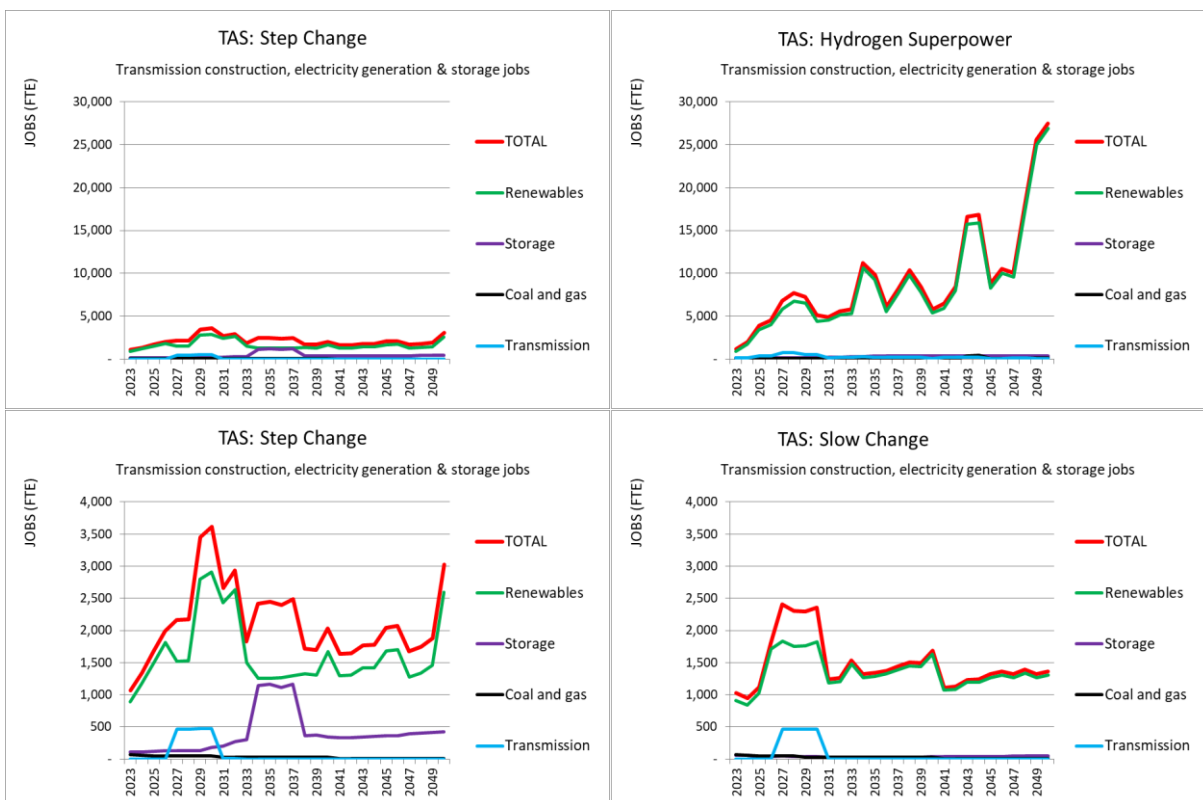 TAS: Step Change
Transmission construction, electricity generation & storage jobs
JOBS (FTE)
30,000
25,000
20,000
15,000
10,000
5,000
-
2023
2025
2027
2029
2031
2033
2035
2037
2039
2041
2043
2045
2047
2049
TOTAL
Renewables
Storage
Coal and gas
Transmission
TAS: Hydrogen Superpower
Transmission construction, electricity generation & storage jobs
JOBS (FTE)
30,000
25,000
20,000
15,000
10,000
5,000
-
2023
2025
2027
2029
2031
2033
2035
2037
2039
2041
2043
2045
2047
2049
TOTAL
Renewables
Storage
Coal and gas
Transmission
TAS: Step Change
Transmission construction, electricity generation & storage jobs
JOBS (FTE)
4,000
3,500
3,000
2,500
2,000
1,500
1,000
500
-
2023
2025
2027
2029
2031
2033
2035
2037
2039
2041
2043
2045
2047
2049
TOTAL
Renewables
Storage
Coal and gas
Transmission
TAS: Slow Change
Transmission construction, electricity generation & storage jobs
JOBS (FTE)
4,000
3,500
3,000
2,500
2,000
1,500
1,000
500
-
2023
2025
2027
2029
2031
2033
2035
2037
2039
2041
2043
2045
2047
2049
TOTAL
Renewables
Storage
Coal and gas
Transmission